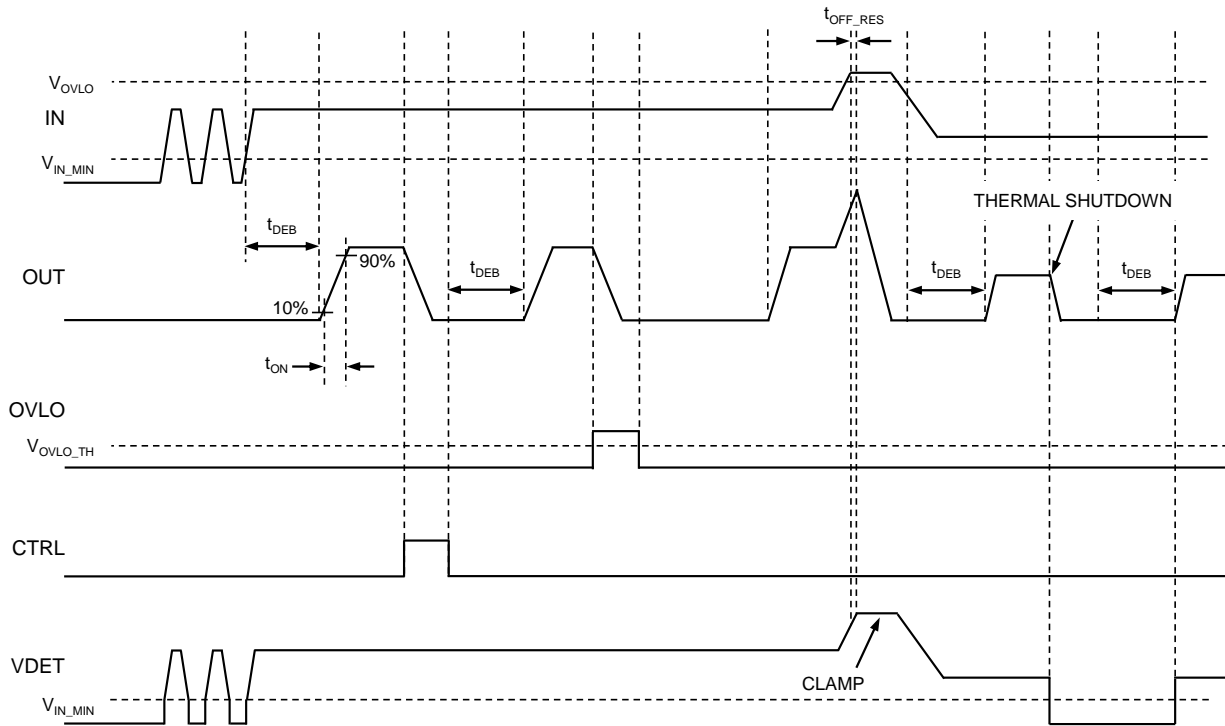 tOFF_RES
VOVLO
IN
VIN_MIN
THERMAL SHUTDOWN
tDEB
90%
OUT
tDEB
tDEB
tDEB
10%
tON
OVLO
VOVLO_TH
CTRL
VDET
CLAMP
VIN_MIN